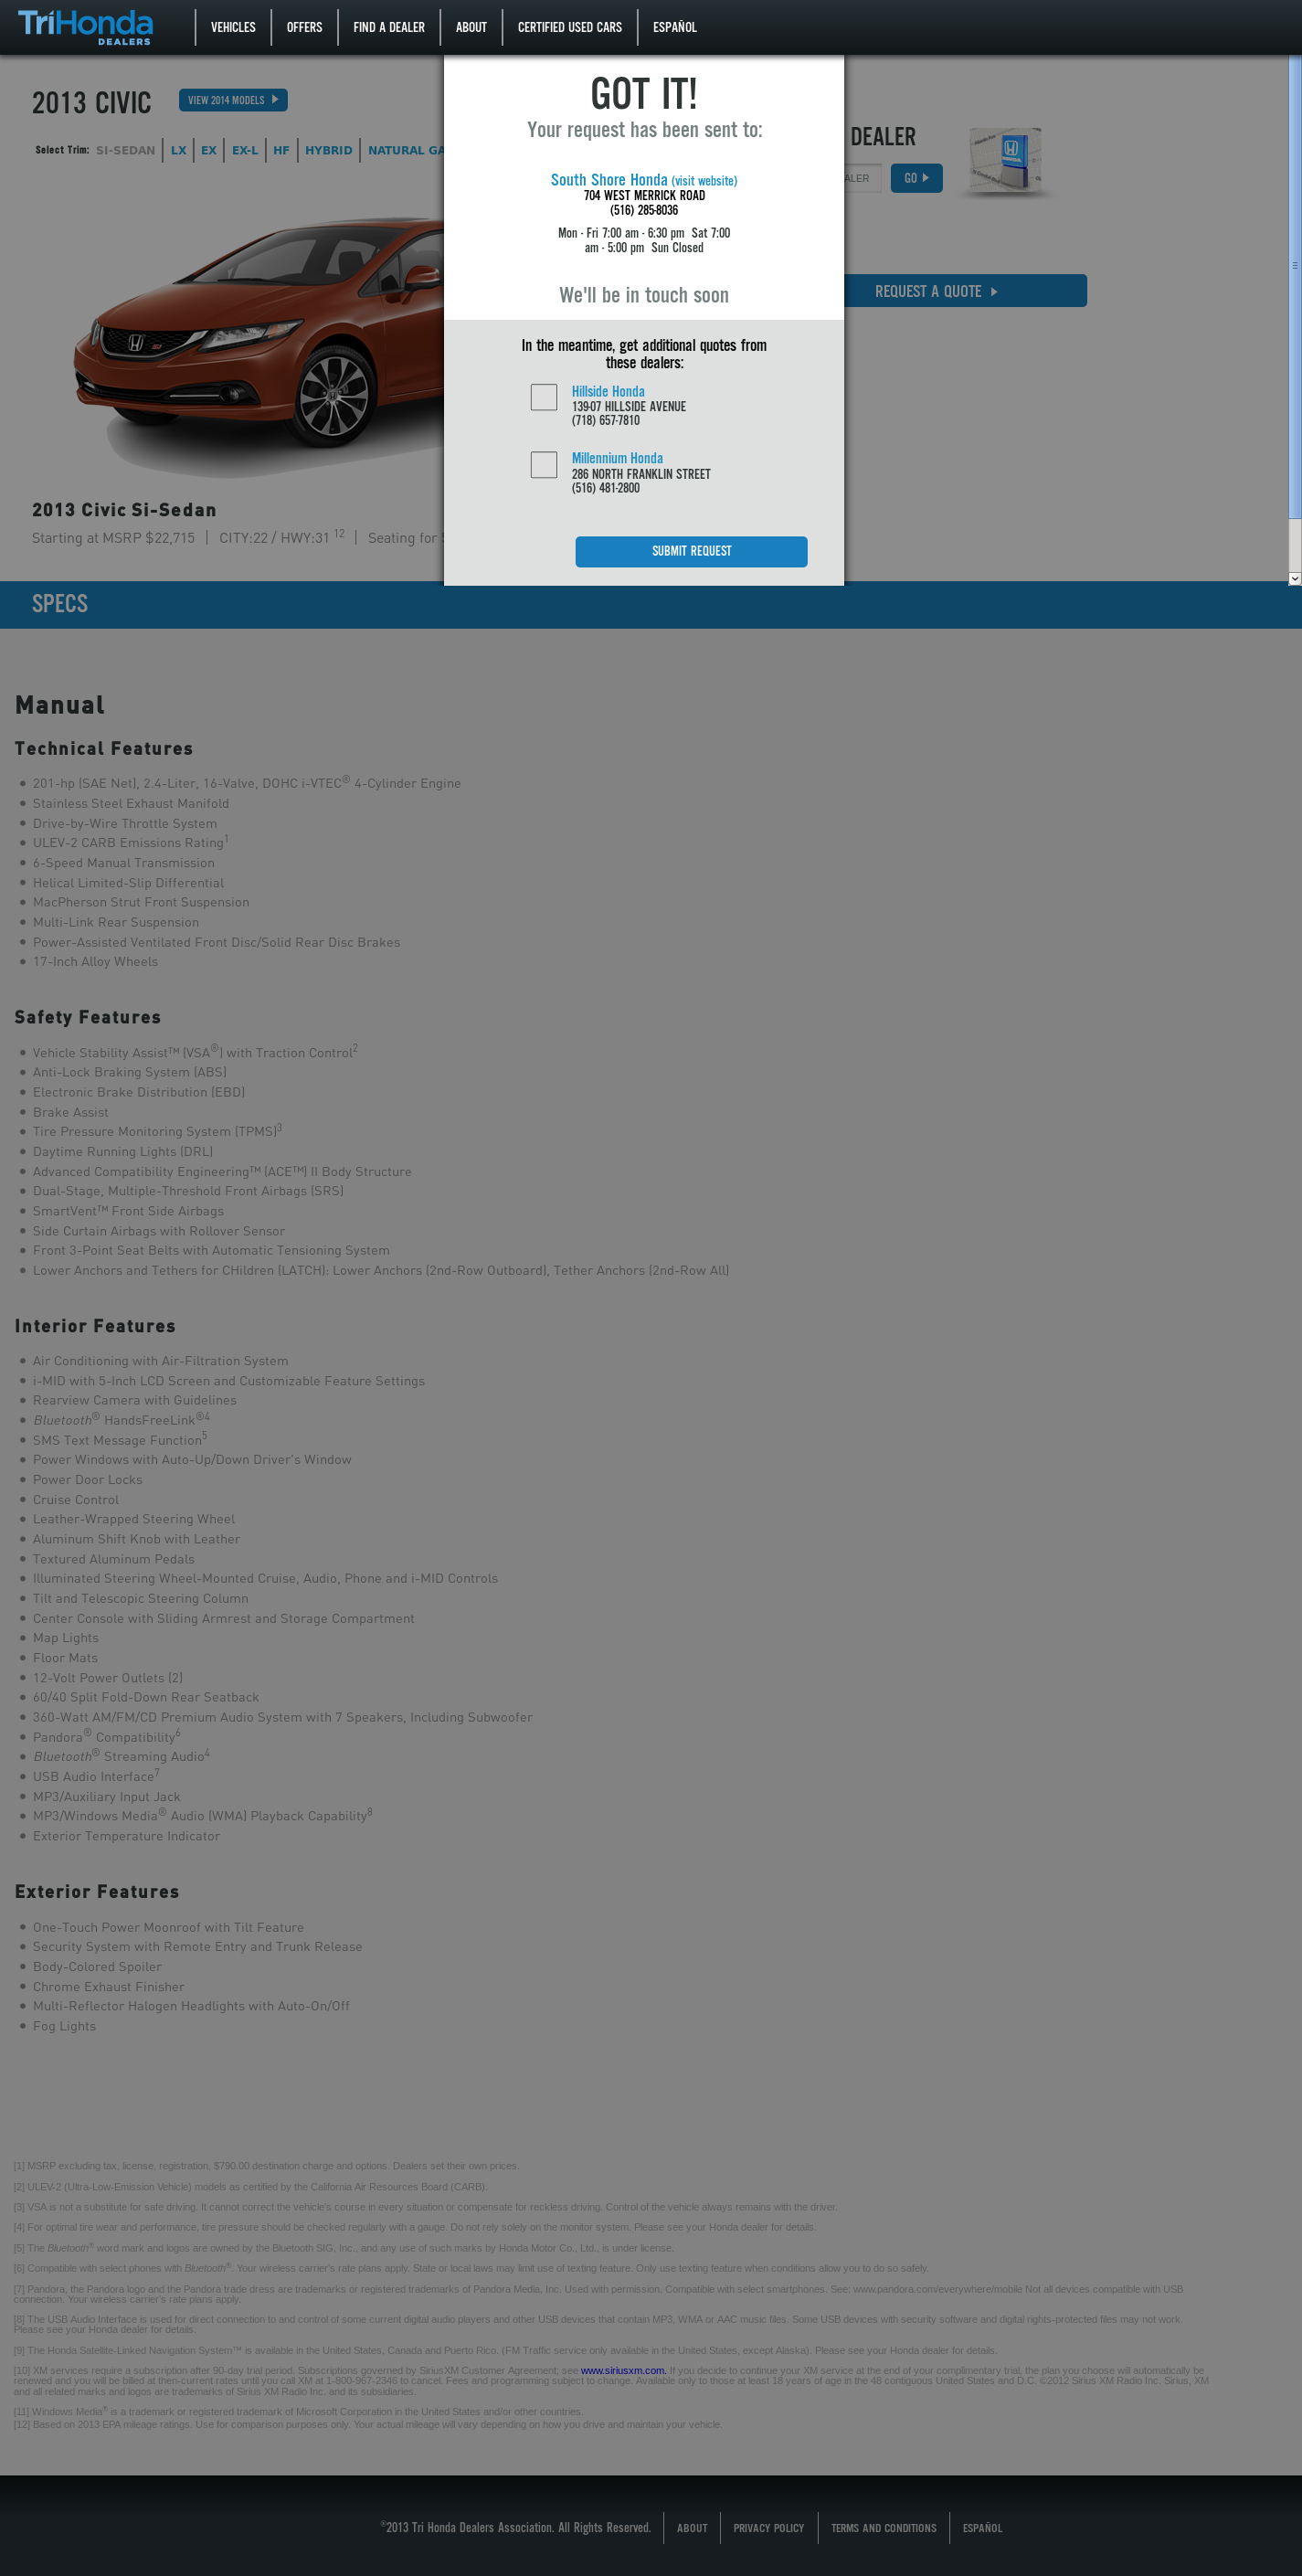 TriHonda
DEALERS
VEHICLES
OFFERS
FIND A DEALER
ABOUT
CERTIFIED USED CARS
ESPAÑOL
2013 CIVIC
VIEW 2014 MODELS
Select Trim:
SI-SEDAN
LX
EX
EX-L
HF
HYBRID
NATURAL GA
GOT IT!
Your request has been sent to:
South Shore Honda (visit website)
704 WEST MERRICK ROAD
(516) 285-8036
Mon - Fri 7:00 am - 6:30 pm Sat 7:00
am - 5:00 pm Sun Closed
We'll be in touch soon
In the meantime, get additional quotes from
these dealers:
Hillside Honda
139-07 HILLSIDE AVENUE
(718) 657-7810
Millennium Honda
286 NORTH FRANKLIN STREET
(516) 481-2800
SUBMIT REQUEST
DEALER
ALER
GO
REQUEST A QUOTE
2013 Civic Si-Sedan
Starting at MSRP $22,715
CITY:22 / HWY:31 12
Seating for
SPECS
Manual
Technical Features
201-hp (SAE Net), 2.4-Liter, 16-Valve, DOHC i-VTEC® 4-Cylinder Engine
Stainless Steel Exhaust Manifold
Drive-by-Wire Throttle System
ULEV-2 CARB Emissions Rating1
6-Speed Manual Transmission
Helical Limited-Slip Differential
MacPherson Strut Front Suspension
Multi-Link Rear Suspension
Power-Assisted Ventilated Front Disc/Solid Rear Disc Brakes
17-Inch Alloy Wheels
Safety Features
Vehicle Stability Assist™ (VSA®) with Traction Control2
Anti-Lock Braking System (ABS)
Electronic Brake Distribution (EBD)
Brake Assist
Tire Pressure Monitoring System (TPMS)3
Daytime Running Lights (DRL)
Advanced Compatibility Engineering™ (ACE™) II Body Structure
Dual-Stage, Multiple-Threshold Front Airbags (SRS)
SmartVent™ Front Side Airbags
Side Curtain Airbags with Rollover Sensor
Front 3-Point Seat Belts with Automatic Tensioning System
Lower Anchors and Tethers for CHildren (LATCH): Lower Anchors (2nd-Row Outboard), Tether Anchors (2nd-Row All)
Interior Features
Air Conditioning with Air-Filtration System
i-MID with 5-Inch LCD Screen and Customizable Feature Settings
Rearview Camera with Guidelines
Bluetooth® HandsFreeLink®4
SMS Text Message Function5
Power Windows with Auto-Up/Down Driver's Window
Power Door Locks
Cruise Control
Leather-Wrapped Steering Wheel
Aluminum Shift Knob with Leather
Textured Aluminum Pedals
Illuminated Steering Wheel-Mounted Cruise, Audio, Phone and i-MID Controls
Tilt and Telescopic Steering Column
Center Console with Sliding Armrest and Storage Compartment
Map Lights
Floor Mats
12-Volt Power Outlets (2)
60/40 Split Fold-Down Rear Seatback
360-Watt AM/FM/CD Premium Audio System with 7 Speakers, Including Subwoofer
Pandora® Compatibility6
Bluetooth® Streaming Audio4
USB Audio Interface7
MP3/Auxiliary Input Jack
MP3/Windows Media® Audio (WMA) Playback Capability8
Exterior Temperature Indicator
Exterior Features
One-Touch Power Moonroof with Tilt Feature
Security System with Remote Entry and Trunk Release
Body-Colored Spoiler
Chrome Exhaust Finisher
Multi-Reflector Halogen Headlights with Auto-On/Off
Fog Lights
[1] MSRP excluding tax, license, registration, $790.00 destination charge and options. Dealers set their own prices.
[2] ULEV-2 (Ultra-Low-Emission Vehicle) models as certified by the California Air Resources Board (CARB).
[3] VSA is not a substitute for safe driving. It cannot correct the vehicle's course in every situation or compensate for reckless driving. Control of the vehicle always remains with the driver.
[4] For optimal tire wear and performance, tire pressure should be checked regularly with a gauge. Do not rely solely on the monitor system. Please see your Honda dealer for details.
[5] The Bluetooth® word mark and logos are owned by the Bluetooth SIG, Inc., and any use of such marks by Honda Motor Co., Ltd., is under license.
[6] Compatible with select phones with Bluetooth®. Your wireless carrier's rate plans apply. State or local laws may limit use of texting feature. Only use texting feature when conditions allow you to do so safely.
[7] Pandora, the Pandora logo and the Pandora trade dress are trademarks or registered trademarks of Pandora Media, Inc. Used with permission. Compatible with select smartphones. See: www.pandora.com/everywhere/mobile Not all devices compatible with USB
connection. Your wireless carrier's rate plans apply.
[8] The USB Audio Interface is used for direct connection to and control of some current digital audio players and other USB devices that contain MP3, WMA or AAC music files. Some USB devices with security software and digital rights-protected files may not work.
Please see your Honda dealer for details.
[9] The Honda Satellite-Linked Navigation System™ is available in the United States, Canada and Puerto Rico. (FM Traffic service only available in the United States, except Alaska). Please see your Honda dealer for details.
[10] XM services require a subscription after 90-day trial period. Subscriptions governed by SiriusXM Customer Agreement; see www.siriusxm.com. If you decide to continue your XM service at the end of your complimentary trial, the plan you choose will automatically be
renewed and you will be billed at then-current rates until you call XM at 1-800-967-2346 to cancel. Fees and programming subject to change. Available only to those at least 18 years of age in the 48 contiguous United States and D.C. ©2012 Sirius XM Radio Inc. Sirius, XM
and all related marks and logos are trademarks of Sirius XM Radio Inc. and its subsidiaries.
[11] Windows Media® is a trademark or registered trademark of Microsoft Corporation in the United States and/or other countries.
[12] Based on 2013 EPA mileage ratings. Use for comparison purposes only. Your actual mileage will vary depending on how you drive and maintain your vehicle.
©2013 Tri Honda Dealers Association. All Rights Reserved.
ABOUT
PRIVACY POLICY
TERMS AND CONDITIONS
ESPAÑOL